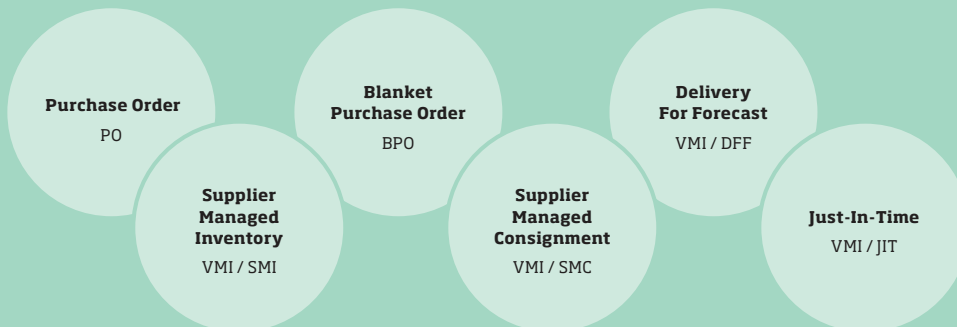 Purchase Order
PO
Supplier
Managed
Inventory
VMI / SMI
Blanket
Purchase Order
BPO
Supplier
Managed
Consignment
VMI / SMC
Delivery
For Forecast
VMI / DFF
Just-In-Time
VMI / JIT